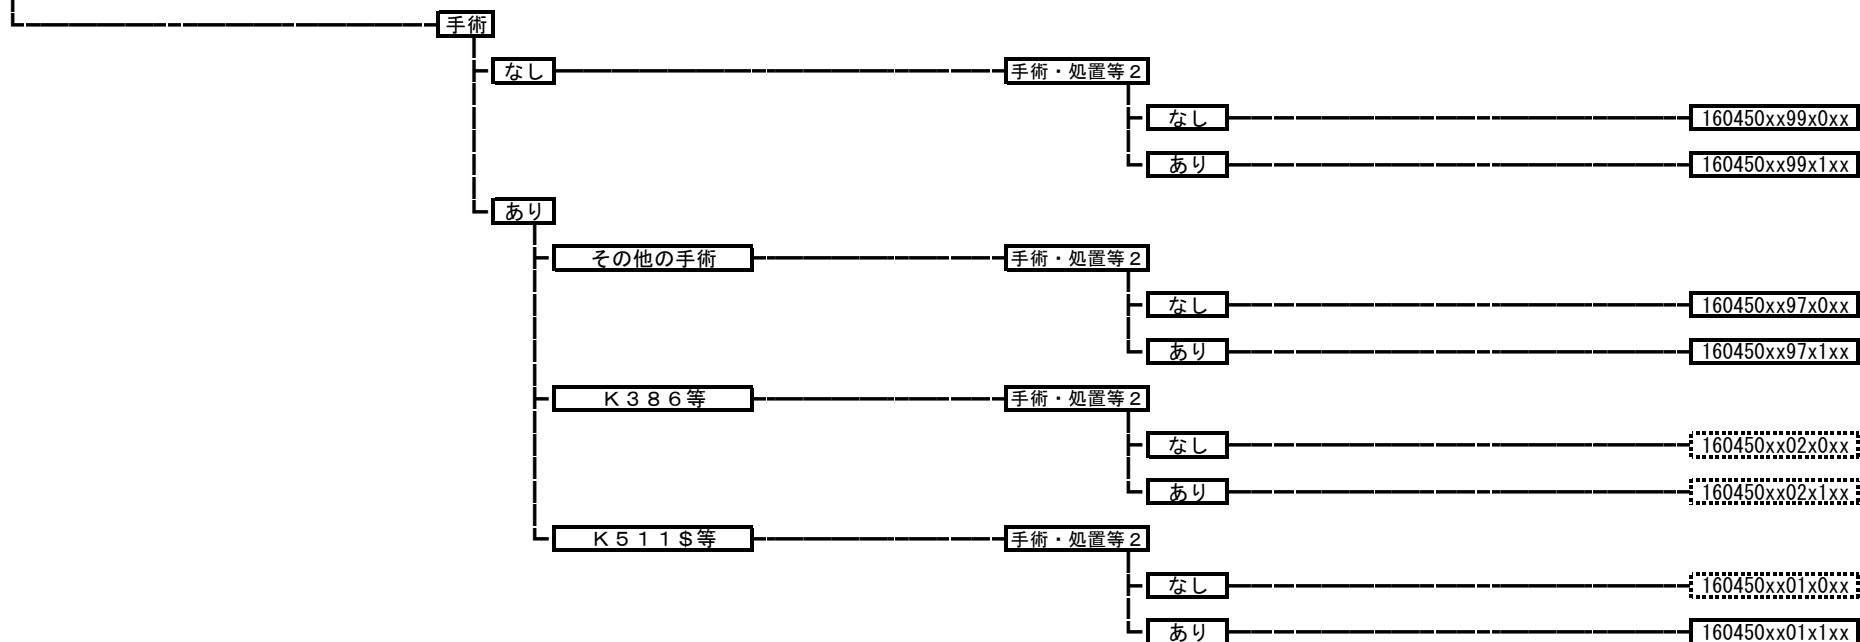 手術
なし
手術・処置等２
なし
160450xx99x0xx
あり
160450xx99x1xx
あり
その他の手術
手術・処置等２
なし
160450xx97x0xx
あり
160450xx97x1xx
Ｋ３８６等
手術・処置等２
なし
160450xx02x0xx
あり
160450xx02x1xx
Ｋ５１１＄等
手術・処置等２
なし
160450xx01x0xx
あり
160450xx01x1xx